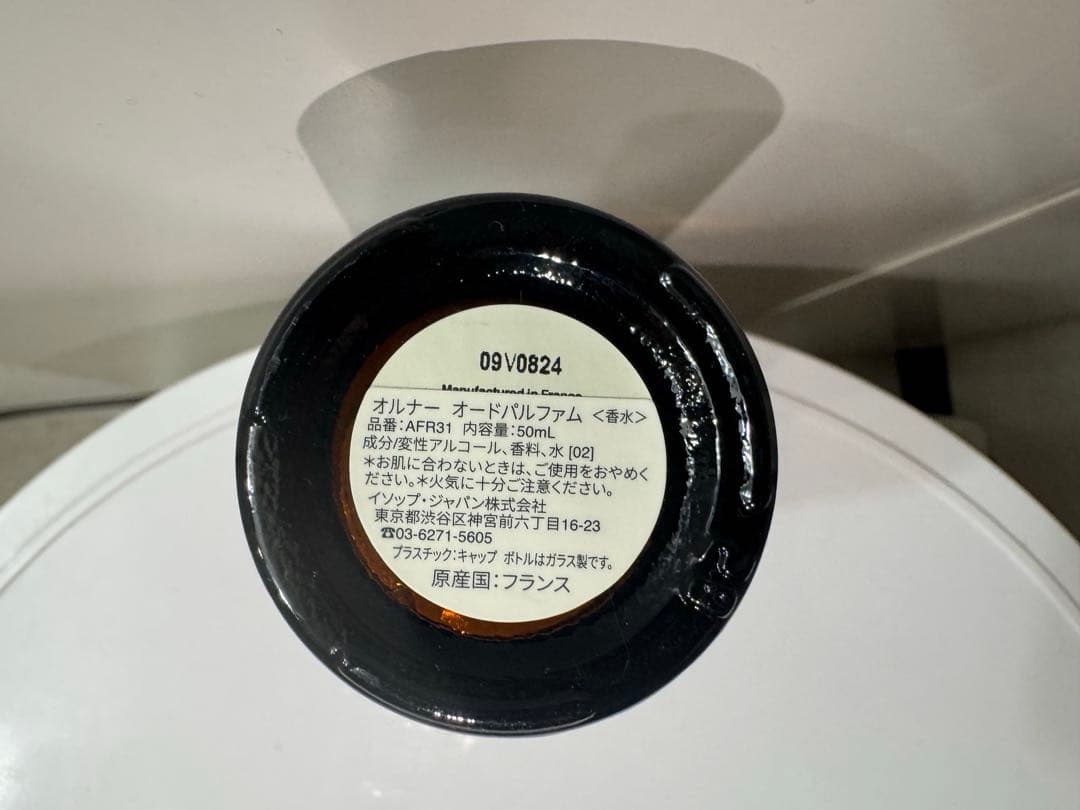 09V0824
Manufactured in France
オルナー オードパルファム ＜香水＞
品番：AFR31 内容量：50mL
成分/変性アルコール、香料、水 [02]
＊お肌に合わないときは、ご使用をおやめく
ださい。＊火気に十分ご注意ください。
イソップ・ジャパン株式会社
東京都渋谷区神宮前六丁目16-23
☎03-6271-5605
プラスチック：キャップ ボトルはガラス製です。
原産国：フランス